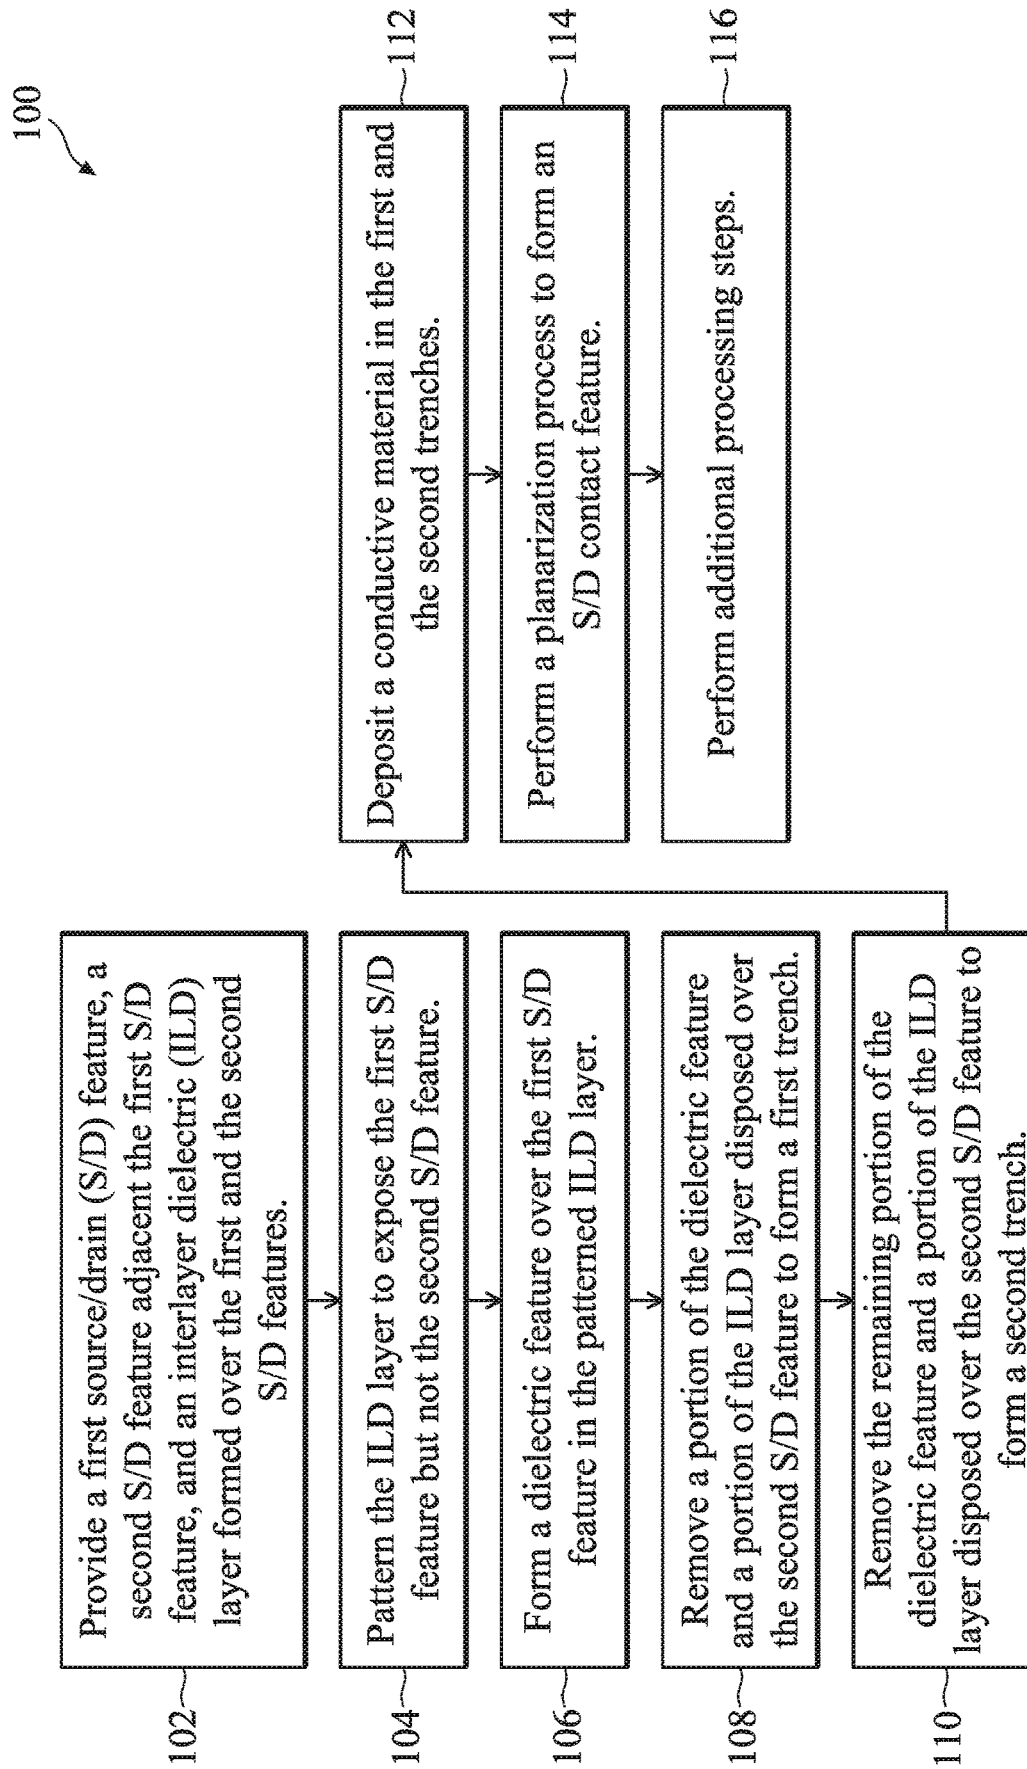 100
102
Provide a first source/drain (S/D) feature, a
second S/D feature adjacent the first S/D
feature, and an interlayer dielectric (ILD)
layer formed over the first and the second
S/D features.
104
Pattern the ILD layer to expose the first S/D
feature but not the second S/D feature.
106
Form a dielectric feature over the first S/D
feature in the patterned ILD layer.
108
Remove a portion of the dielectric feature
and a portion of the ILD layer disposed over
the second S/D feature to form a first trench.
110
Remove the remaining portion of the
dielectric feature and a portion of the ILD
layer disposed over the second S/D feature to
form a second trench.
Deposit a conductive material in the first and
the second trenches.
112
Perform a planarization process to form an
S/D contact feature.
114
Perform additional processing steps.
116